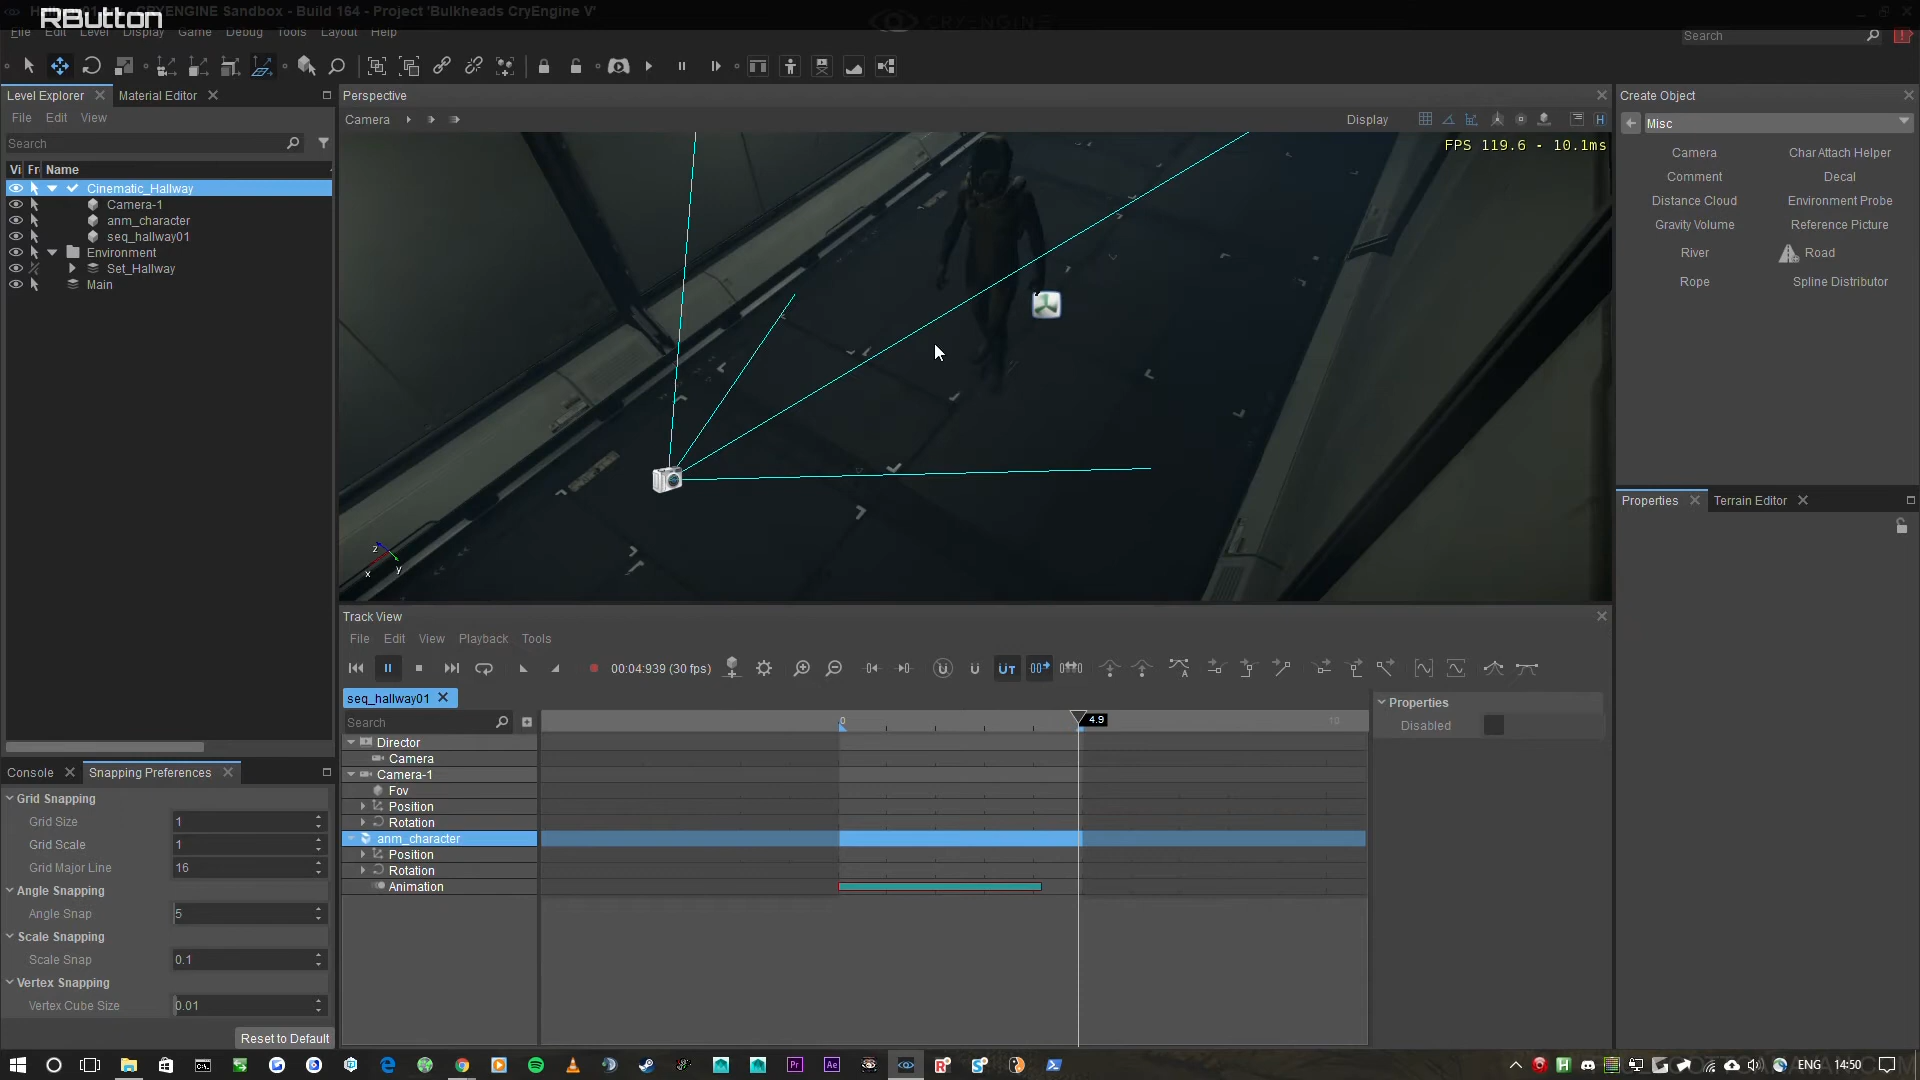 RButton
CRYENGINE Sandbox - Build 164 - Project 'Bulkheads CryEngine V'
CRYENGINE
File Edit Level Display Game Debug Tools Layout Help
Search
Level Explorer
Material Editor
Perspective
Create Object
File Edit View
Camera
Display
Misc
Search
FPS 119.6 - 10.1ms
Vi Fr Name
Camera
Char Attach Helper
Cinematic_Hallway
Comment
Decal
Camera-1
Distance Cloud
Environment Probe
anm_character
Gravity Volume
Reference Picture
seq_hallway01
Environment
River
Road
Set_Hallway
Rope
Spline Distributor
Main
z
x
y
Properties
Terrain Editor
Track View
File Edit View Playback Tools
00:04:939 (30 fps)
seq_hallway01
Properties
Search
0
4.9
10
Disabled
Director
Camera
Camera-1
Fov
Position
Rotation
anm_character
Position
Rotation
Animation
Console
Snapping Preferences
Grid Snapping
Grid Size 1
Grid Scale 1
Grid Major Line 16
Angle Snapping
Angle Snap 5
Scale Snapping
Scale Snap 0.1
Vertex Snapping
Vertex Cube Size 0.01
Reset to Default
Pr
Ae
ENG
14:50